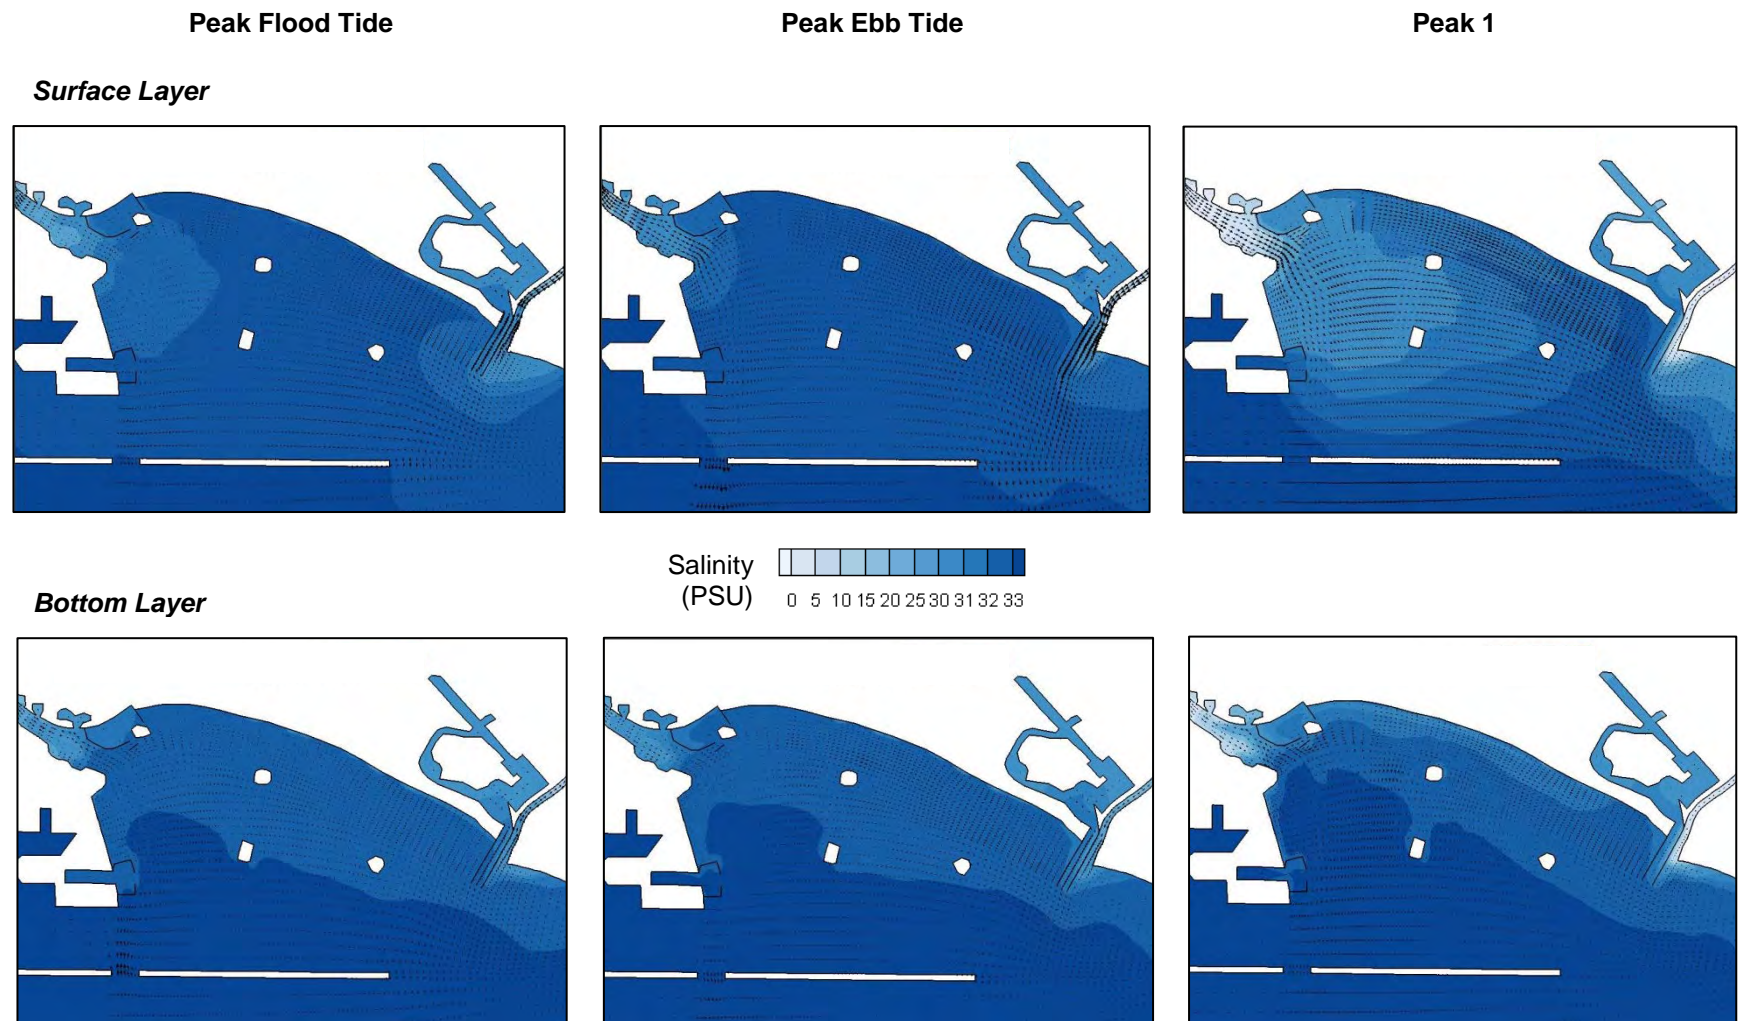 Peak Flood Tide Peak Ebb Tide Peak 1
Surface Layer
Salinity
(PSU)
0 5 10 15 20 25 30 31 32 33
Bottom Layer